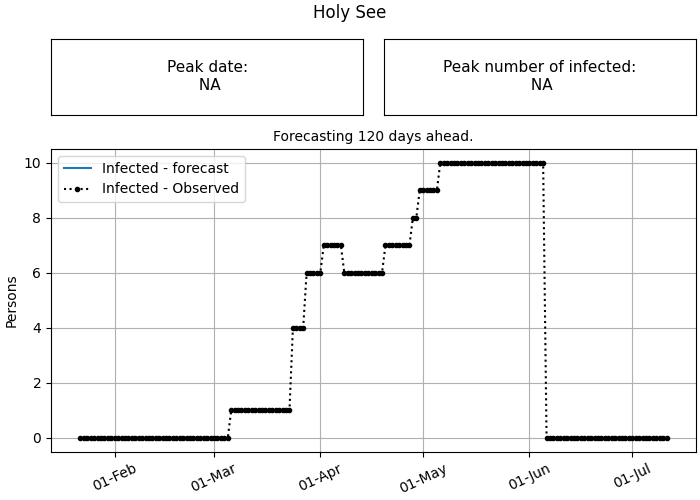 Holy See
Peak date:
NA
Peak number of infected:
NA
Forecasting 120 days ahead.
Infected - forecast
Infected - Observed
Persons
10
8
6
4
2
0
01-Feb
01-Mar
01-Apr
01-May
01-Jun
01-Jul